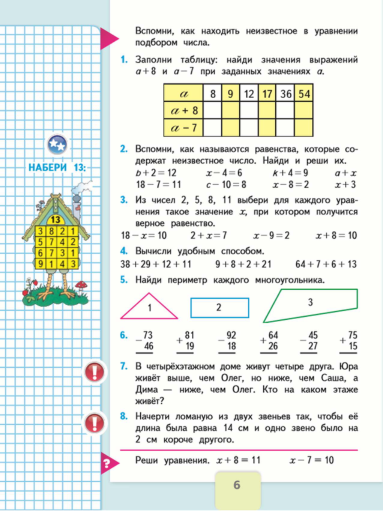 Вспомни, как находить неизвестное в уравнении
подбором числа.
1. Заполни таблицу: найди значения выражений
a + 8 и a − 7 при заданных значениях a.
a 8 9 12 17 36 54
a + 8
a − 7
2. Вспомни, как называются равенства, которые со-
держат неизвестное число. Найди и реши их.
b + 2 = 12 x − 4 = 6 k + 4 = 9 a + x
18 − 7 = 11 c − 10 = 8 x − 8 = 2 x + 3
НАБЕРИ 13:
13
3 8 2 1
5 7 4 2
6 7 3 1
9 4 1 3
3. Из чисел 2, 5, 8, 11 выбери для каждого урав-
нения такое значение x, при котором получится
верное равенство.
18 − x = 10 2 + x = 7 x − 9 = 2 x + 8 = 10
4. Вычисли удобным способом.
38 + 29 + 12 + 11 9 + 8 + 2 + 21 64 + 7 + 6 + 13
5. Найди периметр каждого многоугольника.
1 2 3
6. − 73 + 81 − 92 + 64 − 45 + 75
46 19 18 26 27 15
7. В четырёхэтажном доме живут четыре друга. Юра
живёт выше, чем Олег, но ниже, чем Саша, а
Дима — ниже, чем Олег. Кто на каком этаже
живёт?
8. Начерти ломаную из двух звеньев так, чтобы её
длина была равна 14 см и одно звено было на
2 см короче другого.
Реши уравнения. x + 8 = 11 x − 7 = 10
6